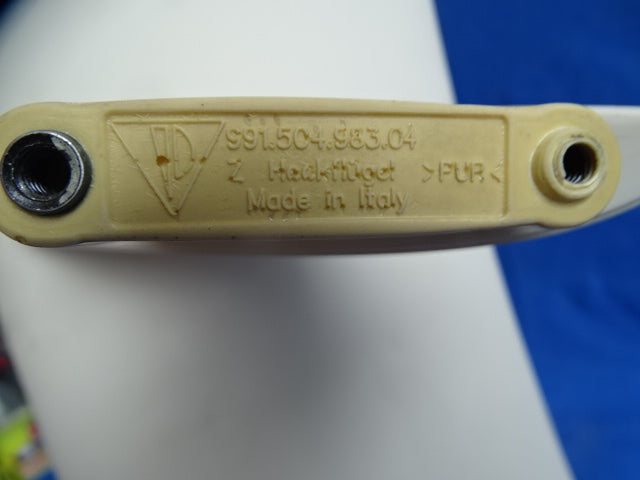 991.504.983.04
Z Heckflügel >PUR<
Made in Italy